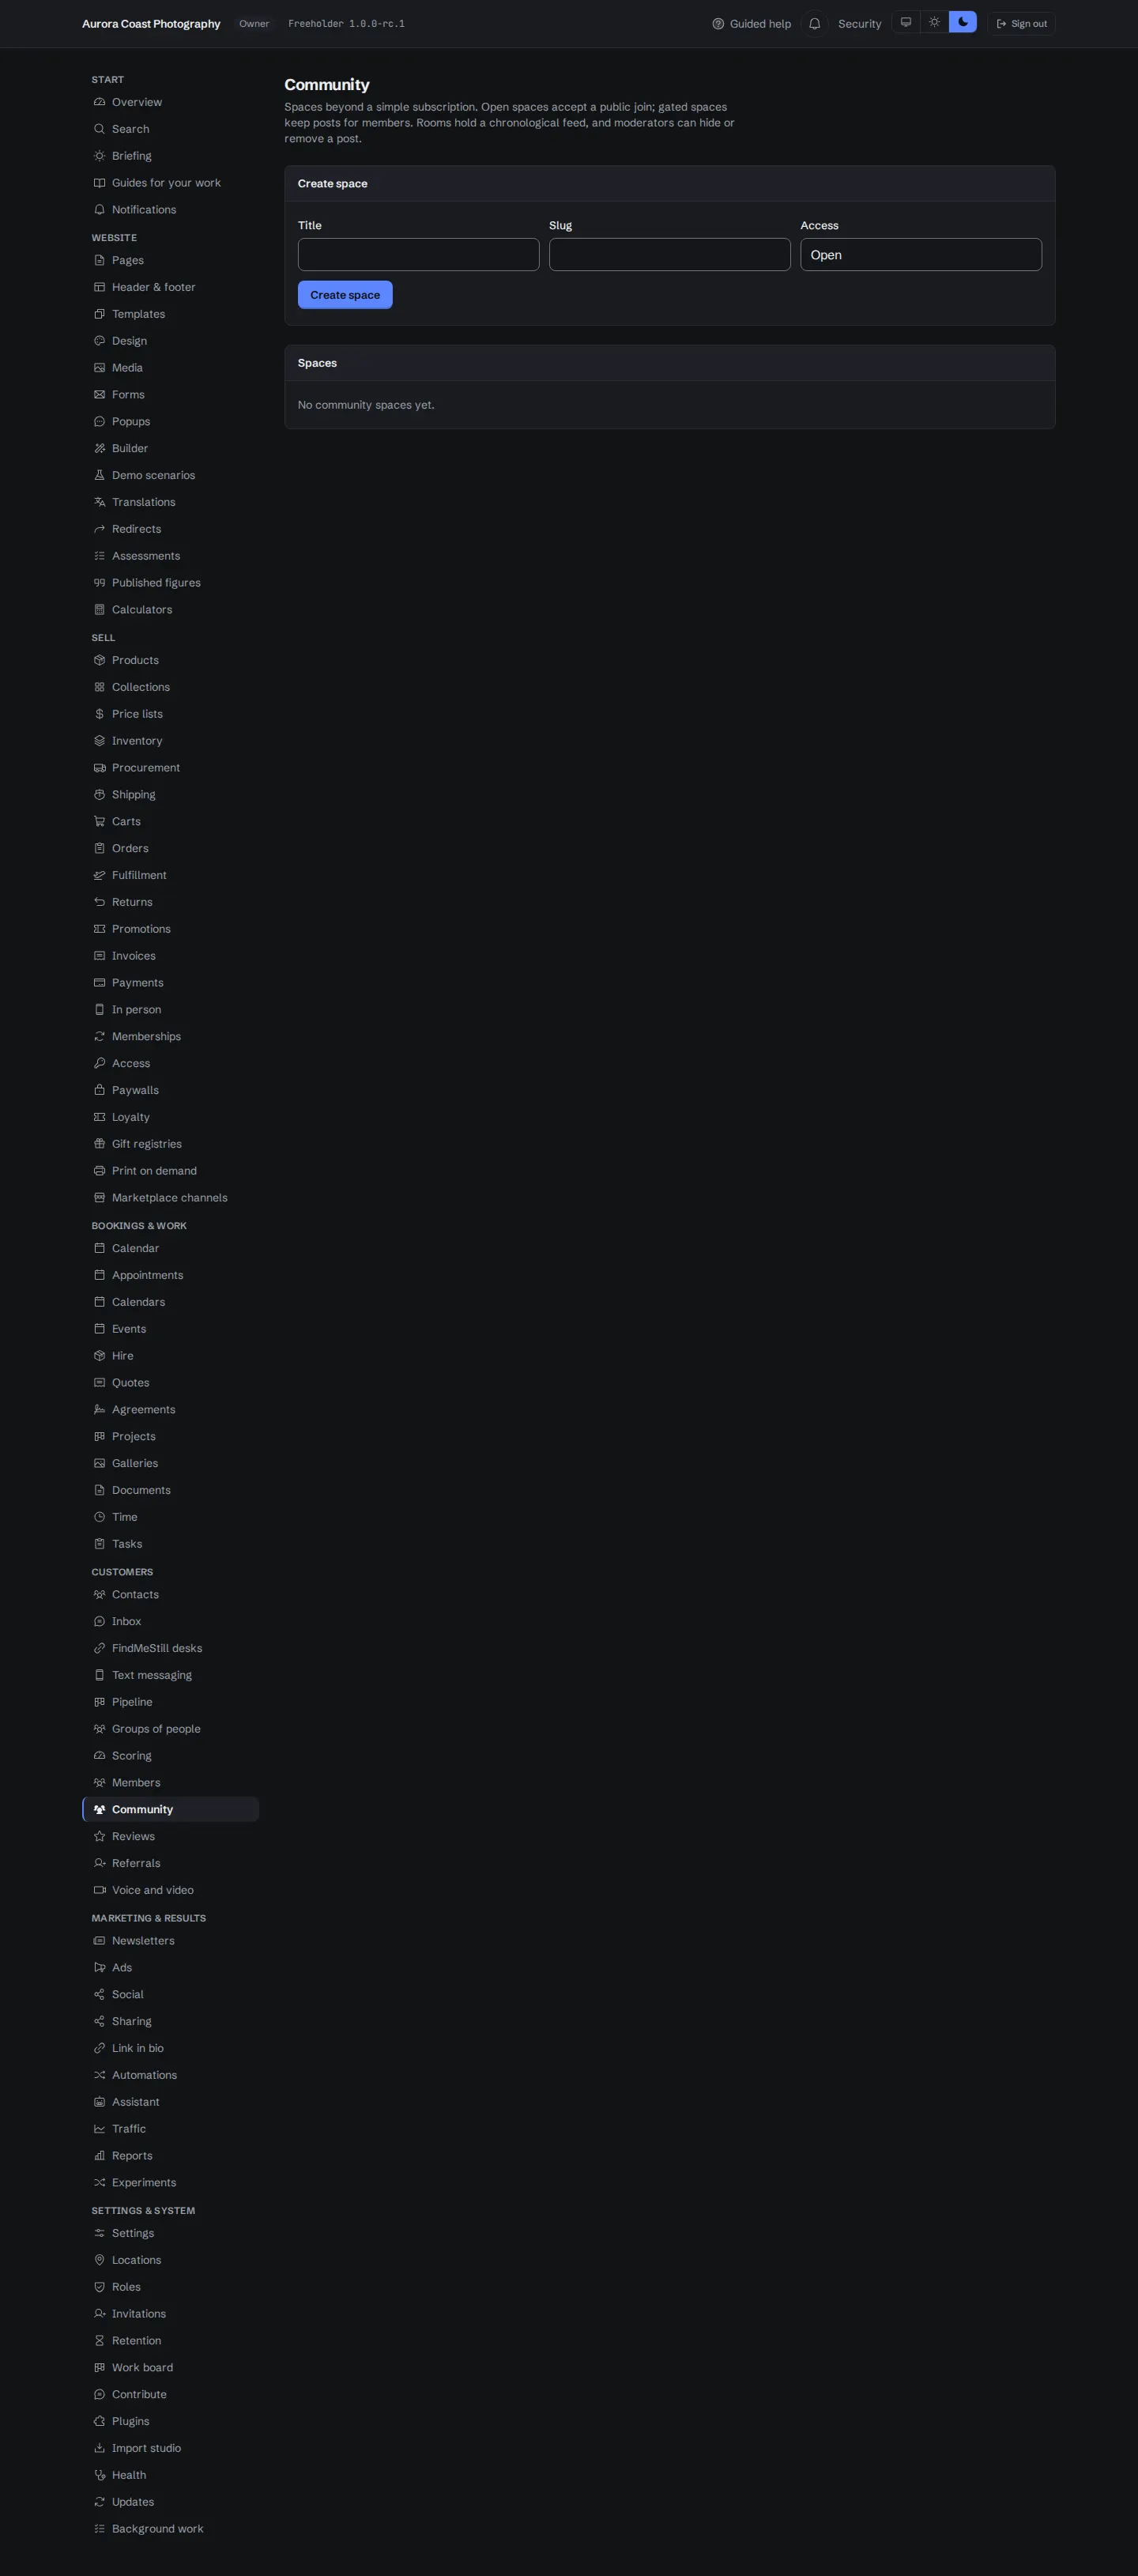 Aurora Coast Photography Owner Freeholder 1.0.0-rc.1 Guided help Security Sign out
START
Overview
Search
Briefing
Guides for your work
Notifications
WEBSITE
Pages
Header & footer
Templates
Design
Media
Forms
Popups
Builder
Demo scenarios
Translations
Redirects
Assessments
Published figures
Calculators
SELL
Products
Collections
Price lists
Inventory
Procurement
Shipping
Carts
Orders
Fulfillment
Returns
Promotions
Invoices
Payments
In person
Memberships
Access
Paywalls
Loyalty
Gift registries
Print on demand
Marketplace channels
BOOKINGS & WORK
Calendar
Appointments
Calendars
Events
Hire
Quotes
Agreements
Projects
Galleries
Documents
Time
Tasks
CUSTOMERS
Contacts
Inbox
FindMeStill desks
Text messaging
Pipeline
Groups of people
Scoring
Members
Community
Reviews
Referrals
Voice and video
MARKETING & RESULTS
Newsletters
Ads
Social
Sharing
Link in bio
Automations
Assistant
Traffic
Reports
Experiments
SETTINGS & SYSTEM
Settings
Locations
Roles
Invitations
Retention
Work board
Contribute
Plugins
Import studio
Health
Updates
Background work
Community
Spaces beyond a simple subscription. Open spaces accept a public join; gated spaces
keep posts for members. Rooms hold a chronological feed, and moderators can hide or
remove a post.
Create space
Title Slug Access
Open
Create space
Spaces
No community spaces yet.